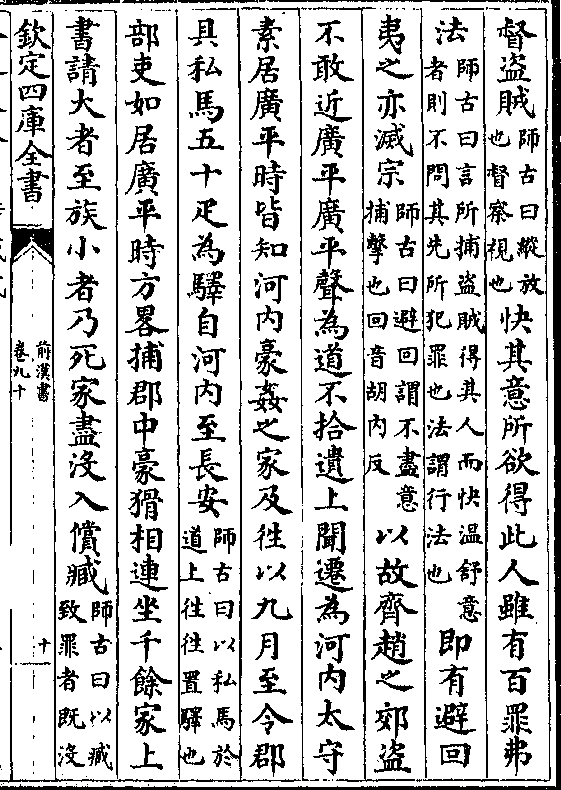 督盗賊師古曰縱放也督察視也快其意所欲得此人雖有百罪弗
法師古曰言所捕盗賊得其人而快温舒意者則不問其先所犯罪也法謂行法也即有避回
夷之亦滅宗師古曰避回謂不盡意捕擊也回音胡内反以故齊趙之郊盗
不敢近廣平廣平聲為道不拾遺上聞遷為河内太守
素居廣平時皆知河内豪姦之家及往以九月至令郡
具私馬五十疋為驛自河内至長安師古曰以私馬於道上往往置驛也
部吏如居廣平時方畧捕郡中豪猾相連坐千餘家上
書請大者至族小者乃死家盡没入償臧師古曰以臧致罪者既没
欽定四庫全書
前漢書
卷九十
十